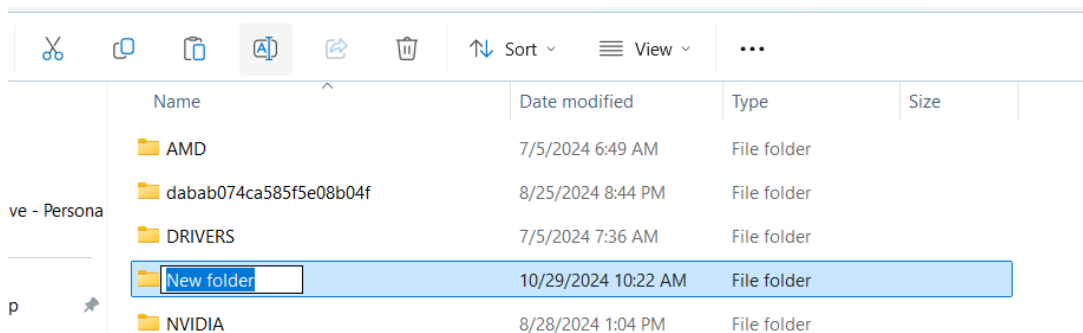 Sort View
Name Date modified Type Size
AMD 7/5/2024 6:49 AM File folder
dabab074ca585f5e08b04f 8/25/2024 8:44 PM File folder
ve - Persona
DRIVERS 7/5/2024 7:36 AM File folder
New folder 10/29/2024 10:22 AM File folder
p
NVIDIA 8/28/2024 1:04 PM File folder